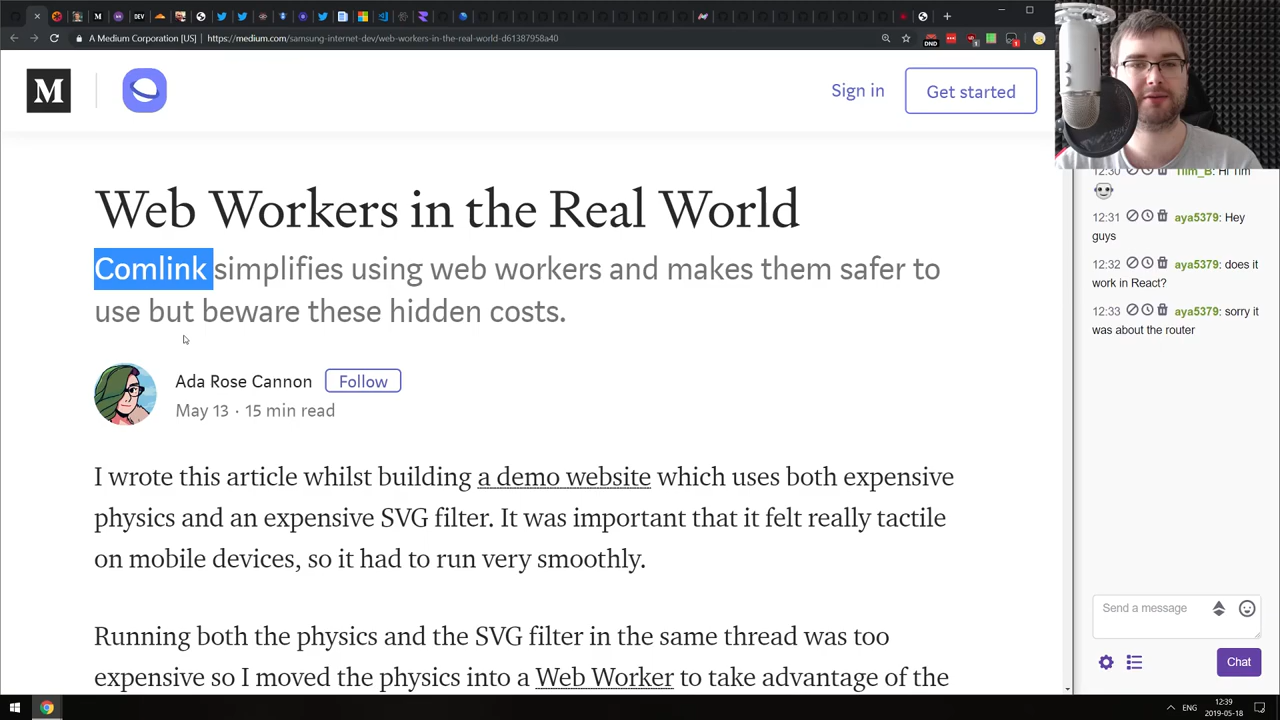 DEV
A Medium Corporation [US] | https://medium.com/samsung-internet-dev/web-workers-in-the-real-world-d61387958a40
DND
M
Sign in
Get started
Web Workers in the Real World
Comlink simplifies using web workers and makes them safer to
use but beware these hidden costs.
Ada Rose Cannon
Follow
May 13 · 15 min read
I wrote this article whilst building a demo website which uses both expensive
physics and an expensive SVG filter. It was important that it felt really tactile
on mobile devices, so it had to run very smoothly.
Running both the physics and the SVG filter in the same thread was too
expensive so I moved the physics into a Web Worker to take advantage of the
12:30 Tim_B: Hi Tim
12:31 aya5379: Hey
guys
12:32 aya5379: does it
work in React?
12:33 aya5379: sorry it
was about the router
Send a message
Chat
ENG
12:39
2019-05-18